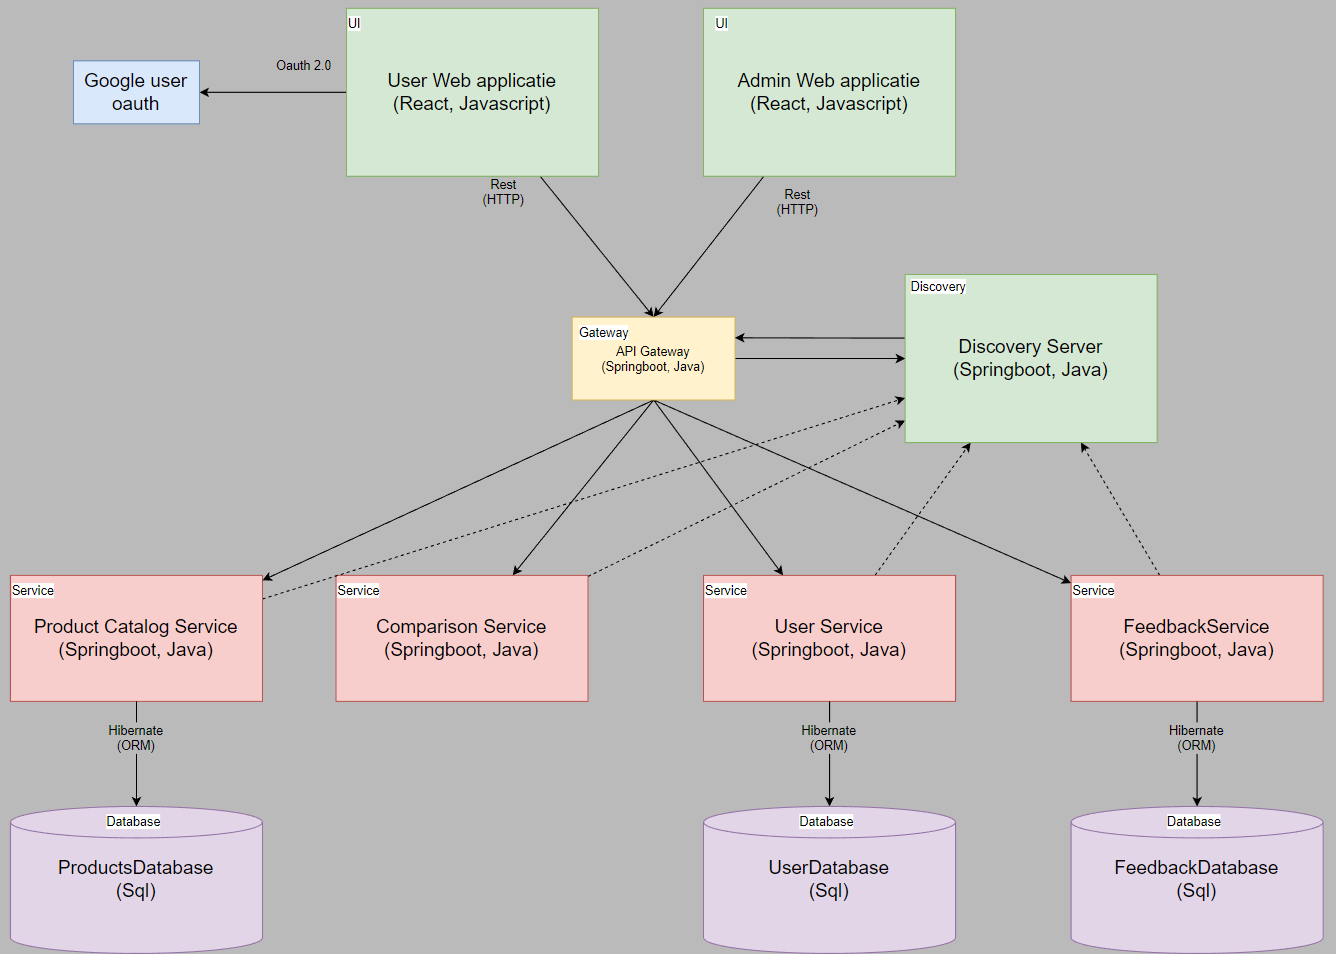 UI
User Web applicatie
(React, Javascript)
UI
Admin Web applicatie
(React, Javascript)
Google user
oauth
Oauth 2.0
Rest
(HTTP)
Rest
(HTTP)
Gateway
API Gateway
(Springboot, Java)
Discovery
Discovery Server
(Springboot, Java)
Service
Product Catalog Service
(Springboot, Java)
Service
Comparison Service
(Springboot, Java)
Service
User Service
(Springboot, Java)
Service
FeedbackService
(Springboot, Java)
Hibernate
(ORM)
Hibernate
(ORM)
Hibernate
(ORM)
Database
ProductsDatabase
(Sql)
Database
UserDatabase
(Sql)
Database
FeedbackDatabase
(Sql)